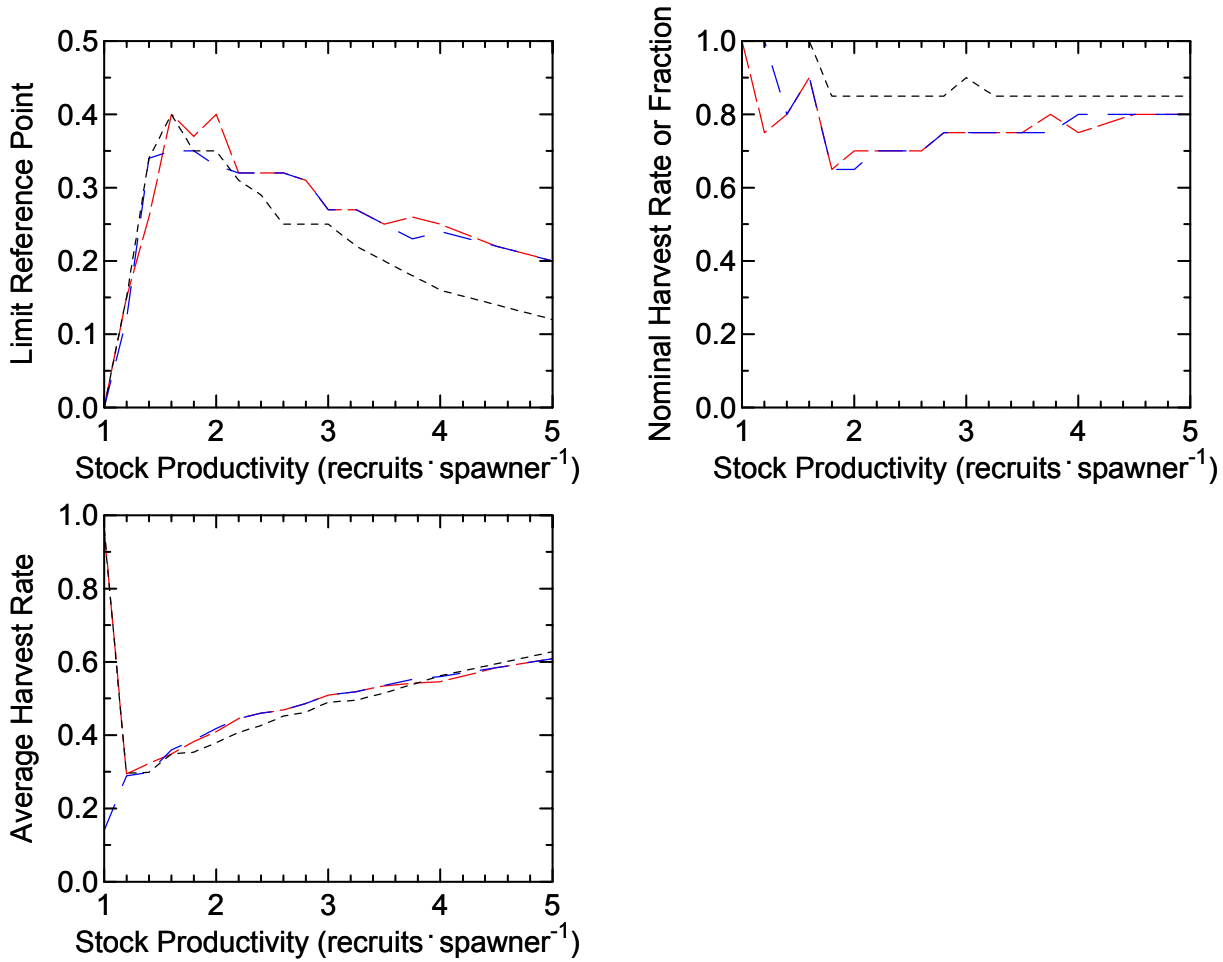 0.5
0.4
0.3
0.2
0.1
0.0
Limit Reference Point
1 2 3 4 5
Stock Productivity (recruits·spawner⁻¹)
1.0
0.8
0.6
0.4
0.2
0.0
Nominal Harvest Rate or Fraction
1 2 3 4 5
Stock Productivity (recruits·spawner⁻¹)
1.0
0.8
0.6
0.4
0.2
0.0
Average Harvest Rate
1 2 3 4 5
Stock Productivity (recruits·spawner⁻¹)